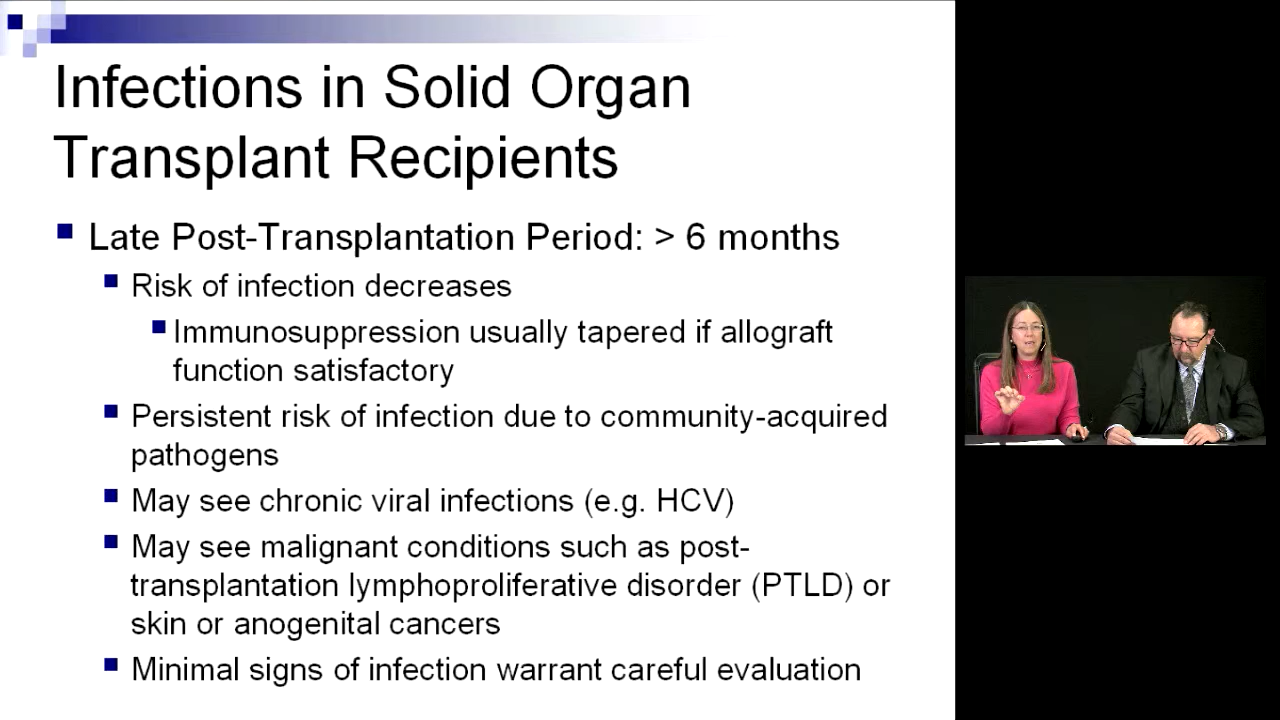 Infections in Solid Organ
Transplant Recipients
Late Post-Transplantation Period: > 6 months
Risk of infection decreases
Immunosuppression usually tapered if allograft
function satisfactory
Persistent risk of infection due to community-acquired
pathogens
May see chronic viral infections (e.g. HCV)
May see malignant conditions such as post-
transplantation lymphoproliferative disorder (PTLD) or
skin or anogenital cancers
Minimal signs of infection warrant careful evaluation